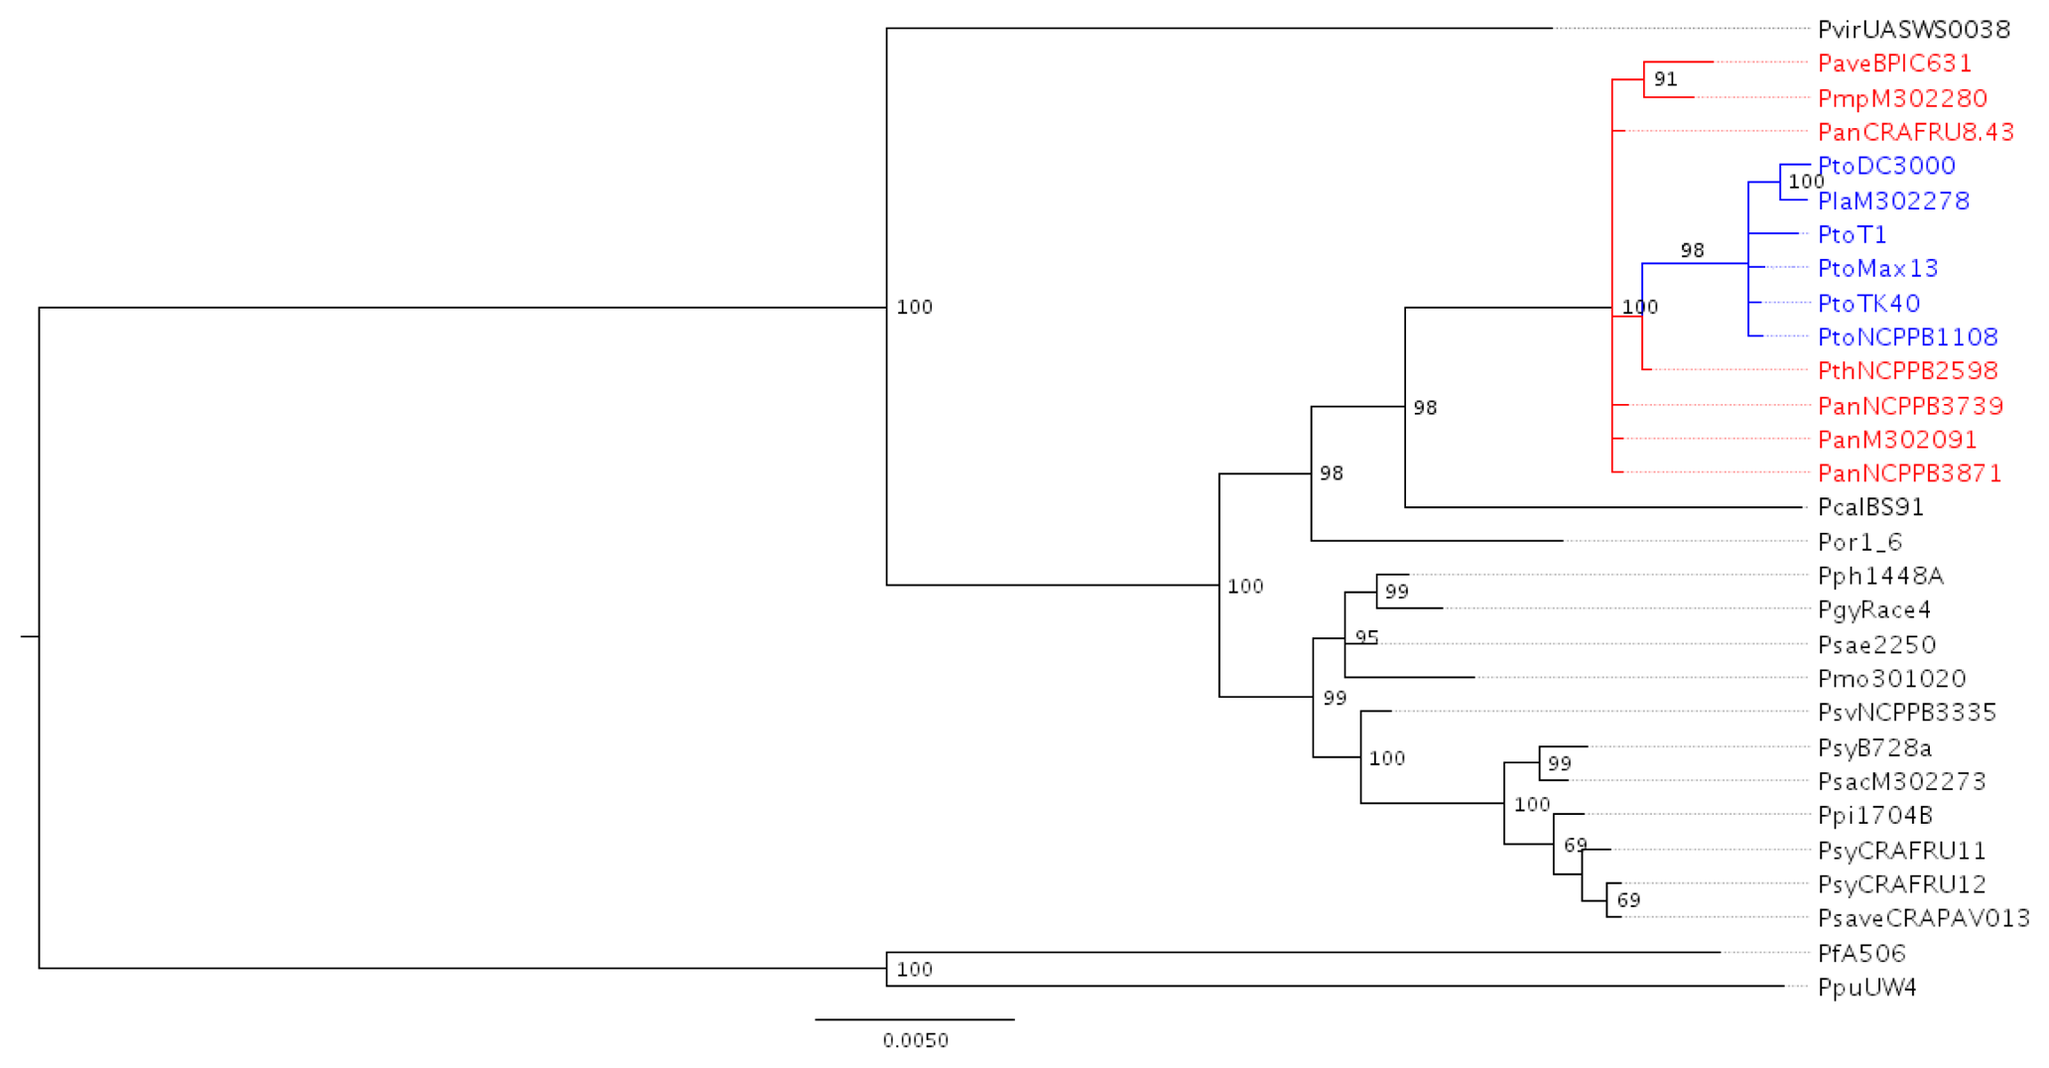 PvirUASWS0038
PaveBPIC631
91
PmpM302280
PanCRAFRU8.43
PtoDC3000
100
PlaM302278
PtoT1
98
PtoMax13
PtoTK40
100
100
PtoNCPPB1108
PthNCPPB2598
PanNCPPB3739
98
PanM302091
98
PanNCPPB3871
PcalBS91
Por1_6
Pph1448A
100
99
PgyRace4
95
Psae2250
Pmo301020
99
PsvNCPPB3335
PsyB728a
100
99
PsacM302273
100
Ppi1704B
69
PsyCRAFRU11
PsyCRAFRU12
69
PsaveCRAPAV013
PfA506
100
PpuUW4
0.0050